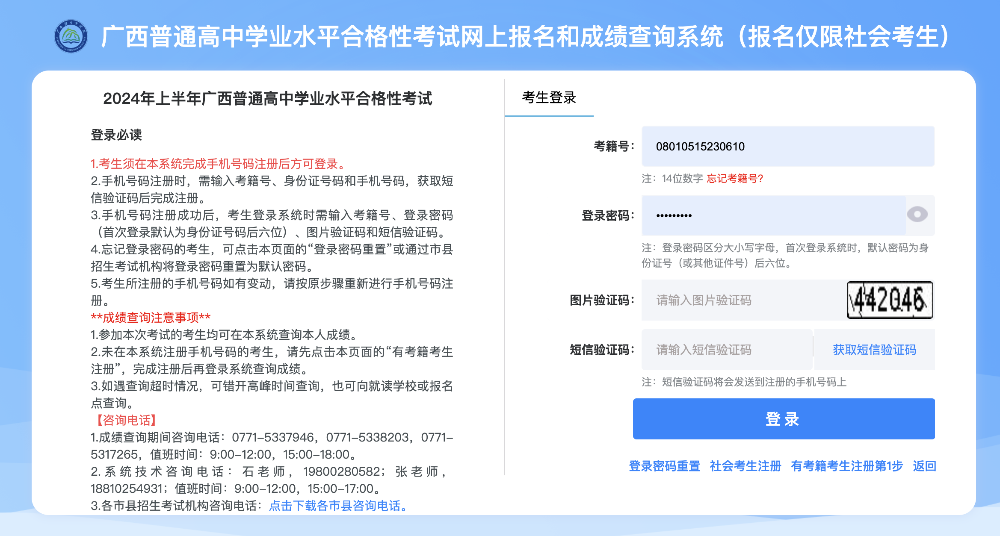 广西普通高中学业水平合格性考试网上报名和成绩查询系统（报名仅限社会考生）
2024年上半年广西普通高中学业水平合格性考试
登录必读
1.考生须在本系统完成手机号码注册后方可登录。
2.手机号码注册时，需输入考籍号、身份证号码和手机号码，获取短
信验证码后完成注册。
3.手机号码注册成功后，考生登录系统时需输入考籍号、登录密码
（首次登录默认为身份证号码后六位）、图片验证码和短信验证码。
4.忘记登录密码的考生，可点击本页面的“登录密码重置”或通过市县
招生考试机构将登录密码重置为默认密码。
5.考生所注册的手机号码如有变动，请按原步骤重新进行手机号码注
册。
**成绩查询注意事项**
1.参加本次考试的考生均可在本系统查询本人成绩。
2.未在本系统注册手机号码的考生，请先点击本页面的“有考籍考生
注册”，完成注册后再登录系统查询成绩。
3.如遇查询超时情况，可错开高峰时间查询，也可向就读学校或报名
点查询。
【咨询电话】
1.成绩查询期间咨询电话：0771-5337946，0771-5338203，0771-
5317265，值班时间：9:00-12:00，15:00-18:00。
2.系统技术咨询电话：石老师，19800280582；张老师，
18810254931；值班时间：9:00-12:00，15:00-17:00。
3.各市县招生考试机构咨询电话：点击下载各市县咨询电话。
考生登录
考籍号： 08010515230610
注：14位数字 忘记考籍号?
登录密码： •••••••••
注：登录密码区分大小写字母，首次登录系统时，默认密码为身
份证号（或其他证件号）后六位。
图片验证码： 请输入图片验证码 442046
短信验证码： 请输入短信验证码 获取短信验证码
注：短信验证码将会发送到注册的手机号码上
登 录
登录密码重置 社会考生注册 有考籍考生注册第1步 返回